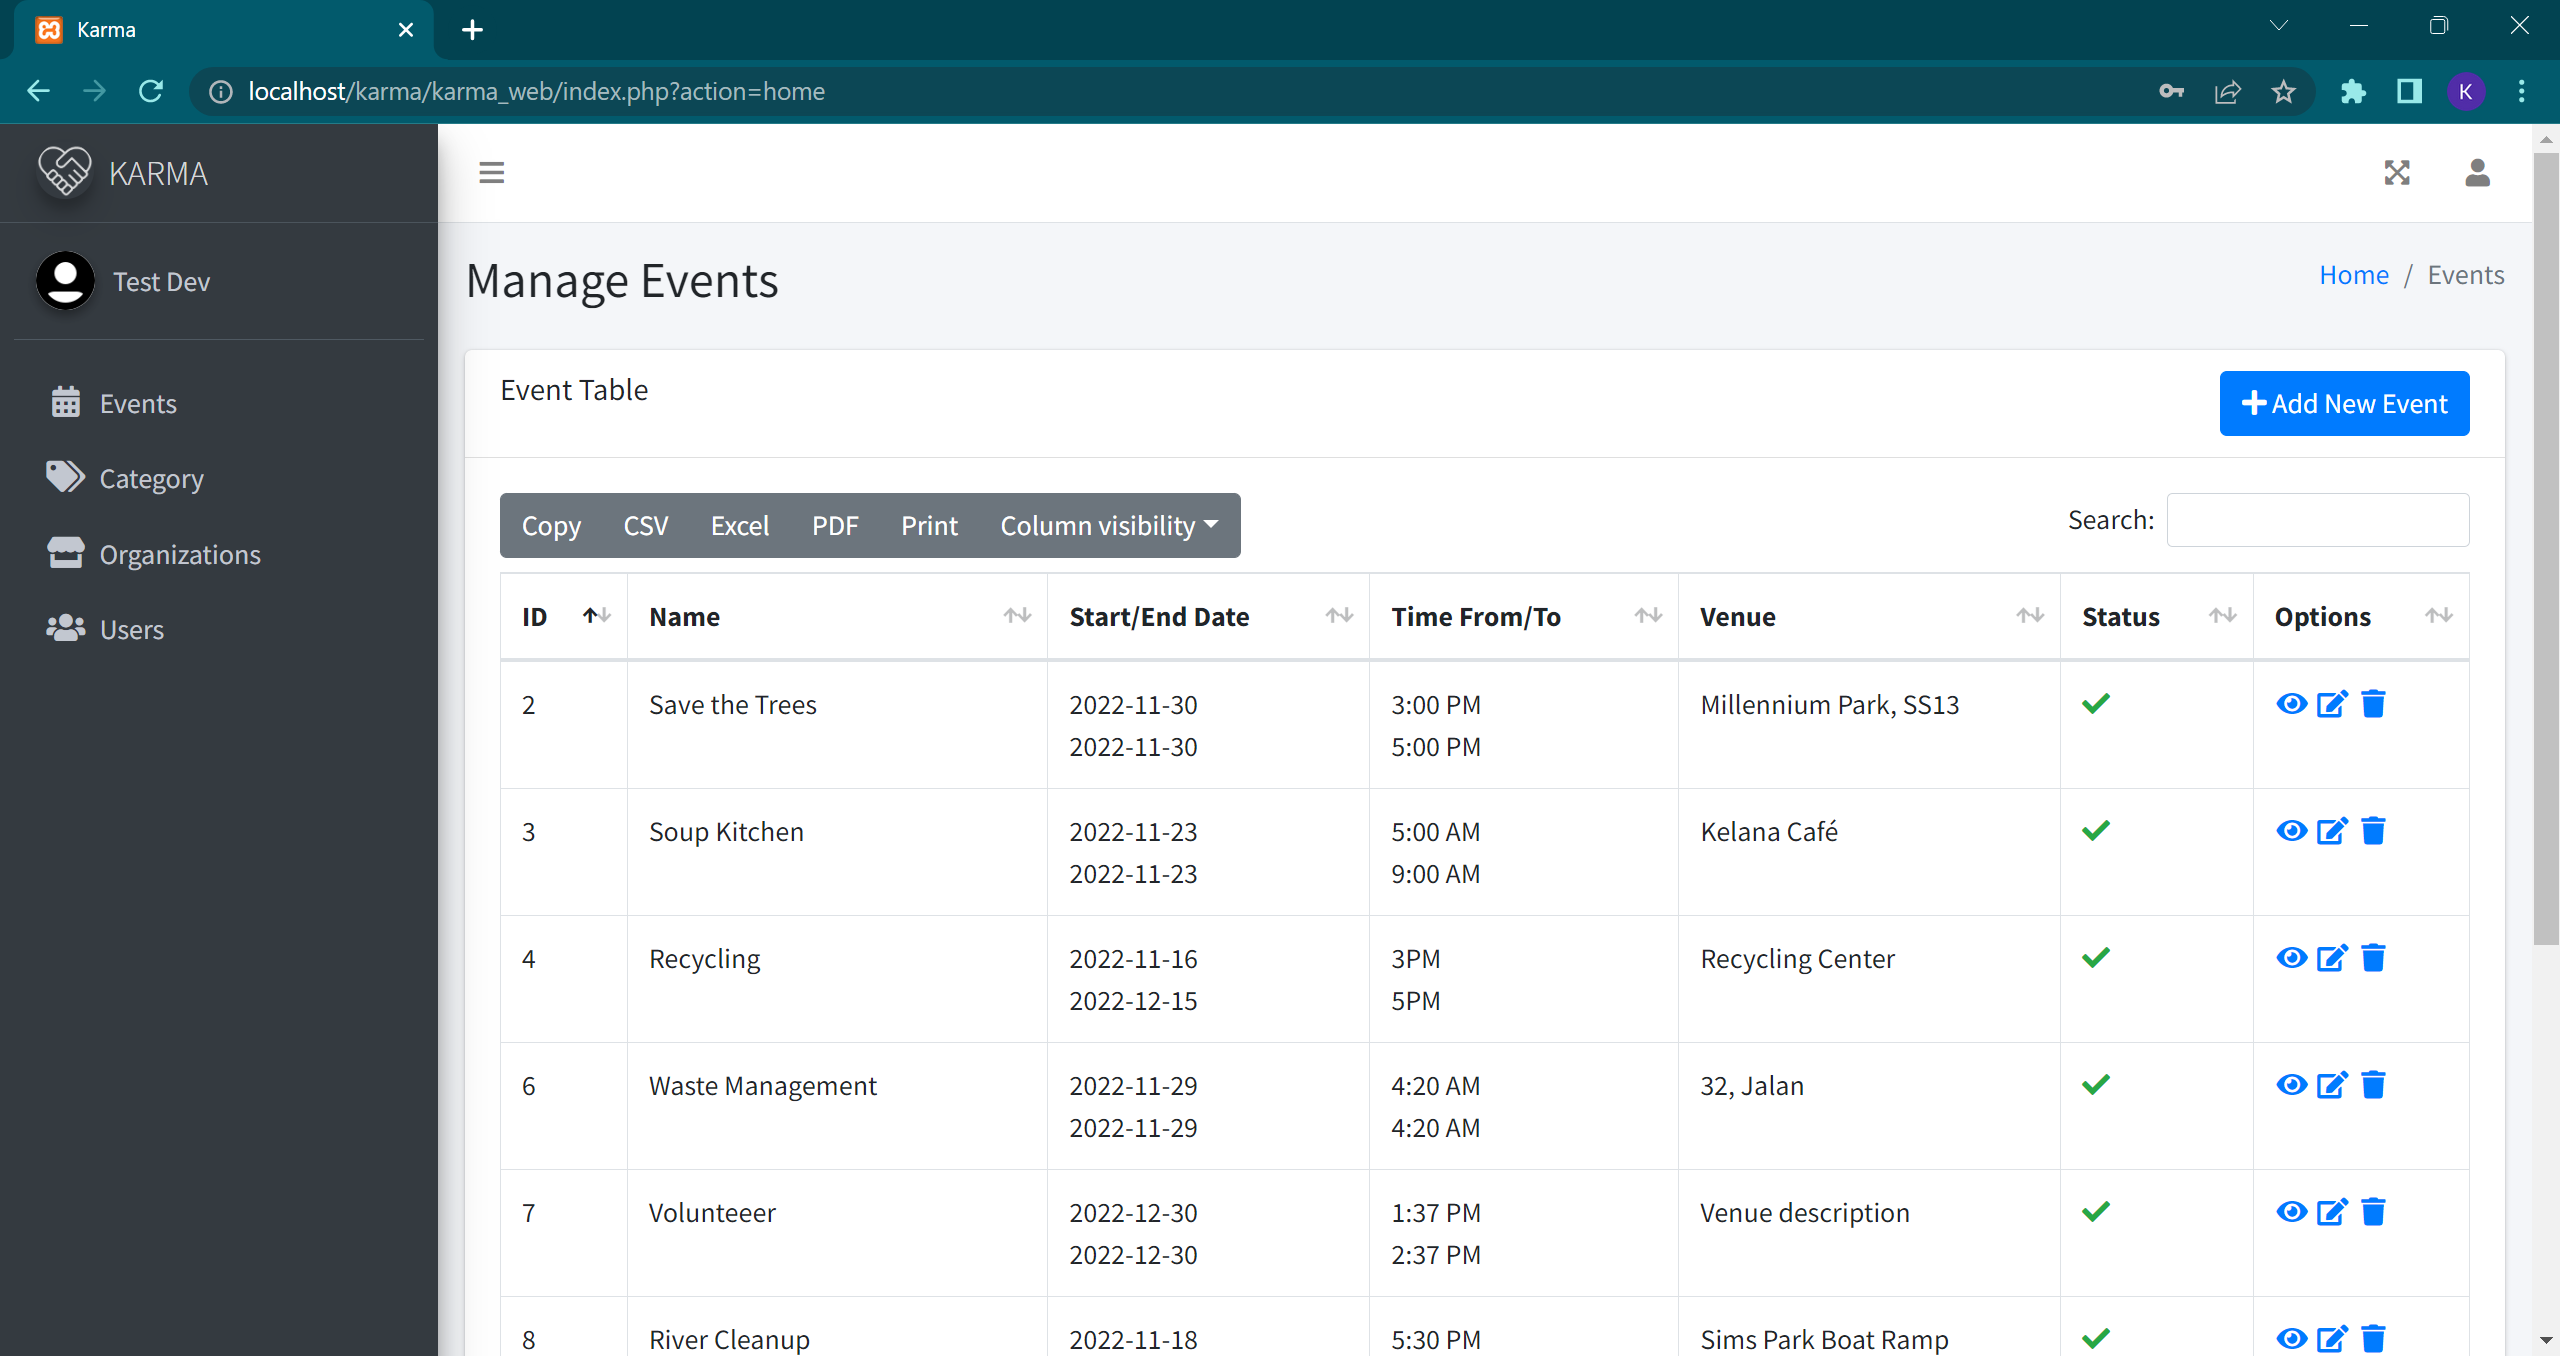 Karma
localhost/karma/karma_web/index.php?action=home
K
KARMA
Test Dev
Events
Category
Organizations
Users
Manage Events
Home / Events
Event Table
Add New Event
Copy CSV Excel PDF Print Column visibility
Search:
ID Name Start/End Date Time From/To Venue Status Options
2 Save the Trees 2022-11-30 3:00 PM Millennium Park, SS13
2022-11-30 5:00 PM
3 Soup Kitchen 2022-11-23 5:00 AM Kelana Café
2022-11-23 9:00 AM
4 Recycling 2022-11-16 3PM Recycling Center
2022-12-15 5PM
6 Waste Management 2022-11-29 4:20 AM 32, Jalan
2022-11-29 4:20 AM
7 Volunteeer 2022-12-30 1:37 PM Venue description
2022-12-30 2:37 PM
8 River Cleanup 2022-11-18 5:30 PM Sims Park Boat Ramp